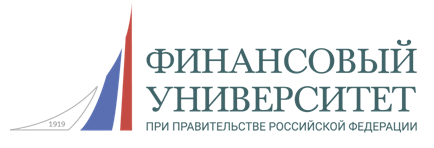 1919
ФИНАНСОВЫЙ
УНИВЕРСИТЕТ
ПРИ ПРАВИТЕЛЬСТВЕ РОССИЙСКОЙ ФЕДЕРАЦИИ